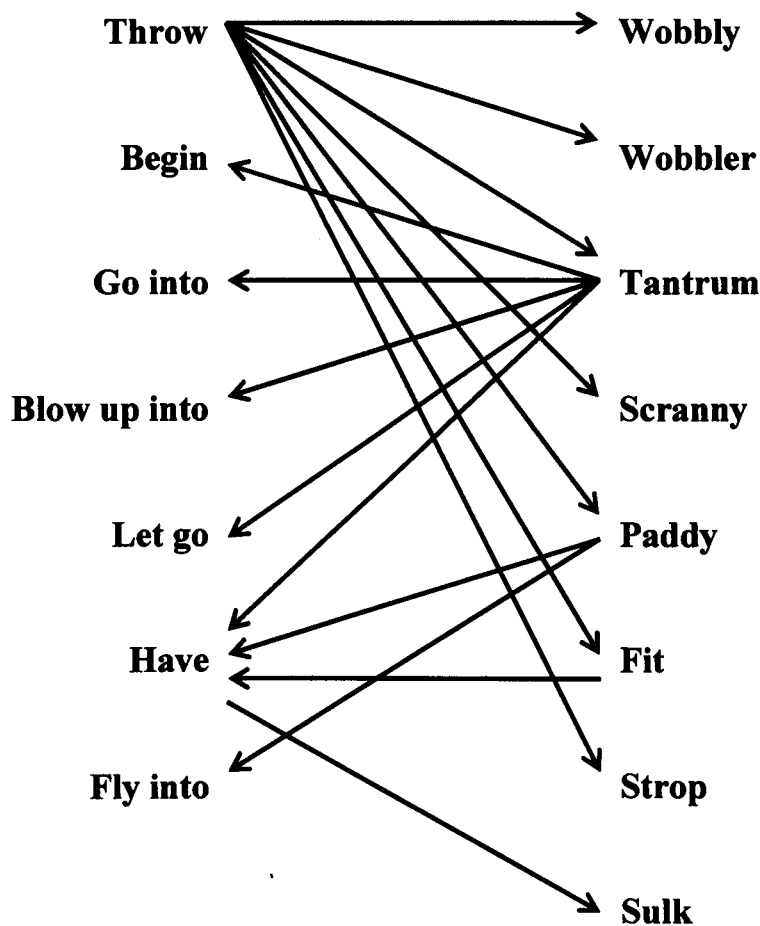 Throw
Wobbly
Begin
Wobbler
Go into
Tantrum
Blow up into
Scranny
Let go
Paddy
Have
Fit
Fly into
Strop
Sulk